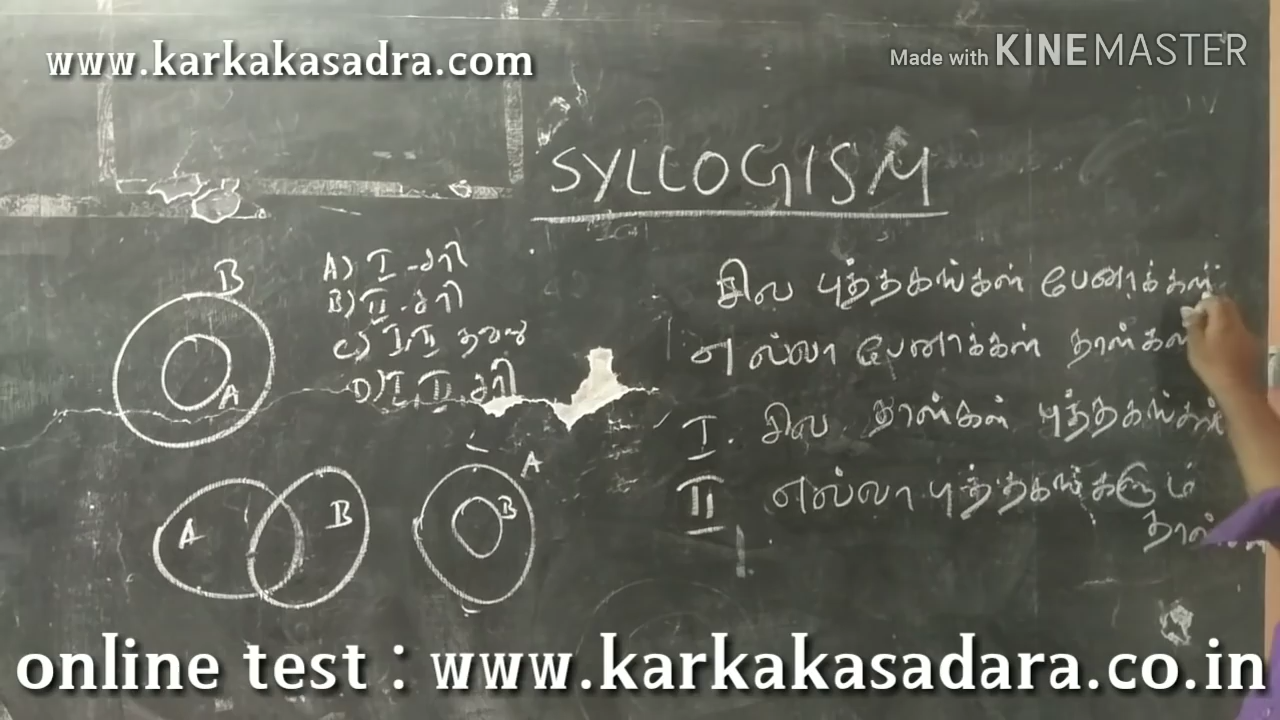 www.karkakasadra.com
Made with KINEMASTER
SYLLOGISM
B
A
A) I - சரி
B) II - சரி
C) I, II தவறு
D) I, II சரி
A
B
A
B
சில புத்தகங்கள் பேனாக்கள்
எல்லா பேனாக்கள் தாள்கள்
I. சில தாள்கள் புத்தகங்கள்
II எல்லா புத்தகங்களும்
online test : www.karkakasadara.co.in